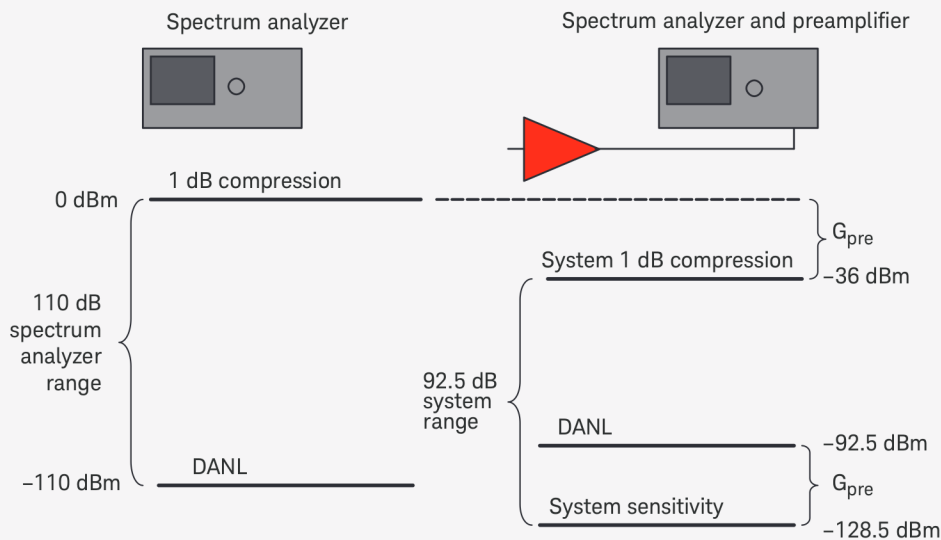 Spectrum analyzer
Spectrum analyzer and preamplifier
1 dB compression
0 dBm
Gpre
System 1 dB compression
–36 dBm
110 dB
spectrum
analyzer
range
92.5 dB
system
range
DANL
–92.5 dBm
DANL
–110 dBm
Gpre
System sensitivity
–128.5 dBm